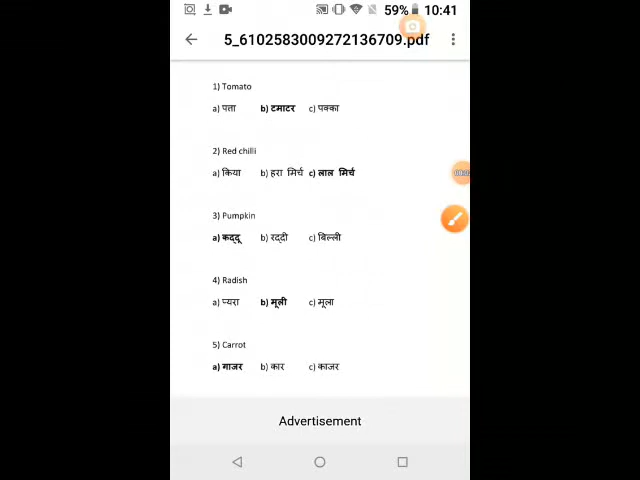 59% 10:41
5_6102583009272136709.pdf
1) Tomato
a) पता b) टमाटर c) पक्का
2) Red chilli
a) किया b) हरा मिर्च c) लाल मिर्च
3) Pumpkin
a) कद्दू b) रद्दी c) बिल्ली
4) Radish
a) प्यरा b) मूली c) मूला
5) Carrot
a) गाजर b) कार c) काजर
Advertisement